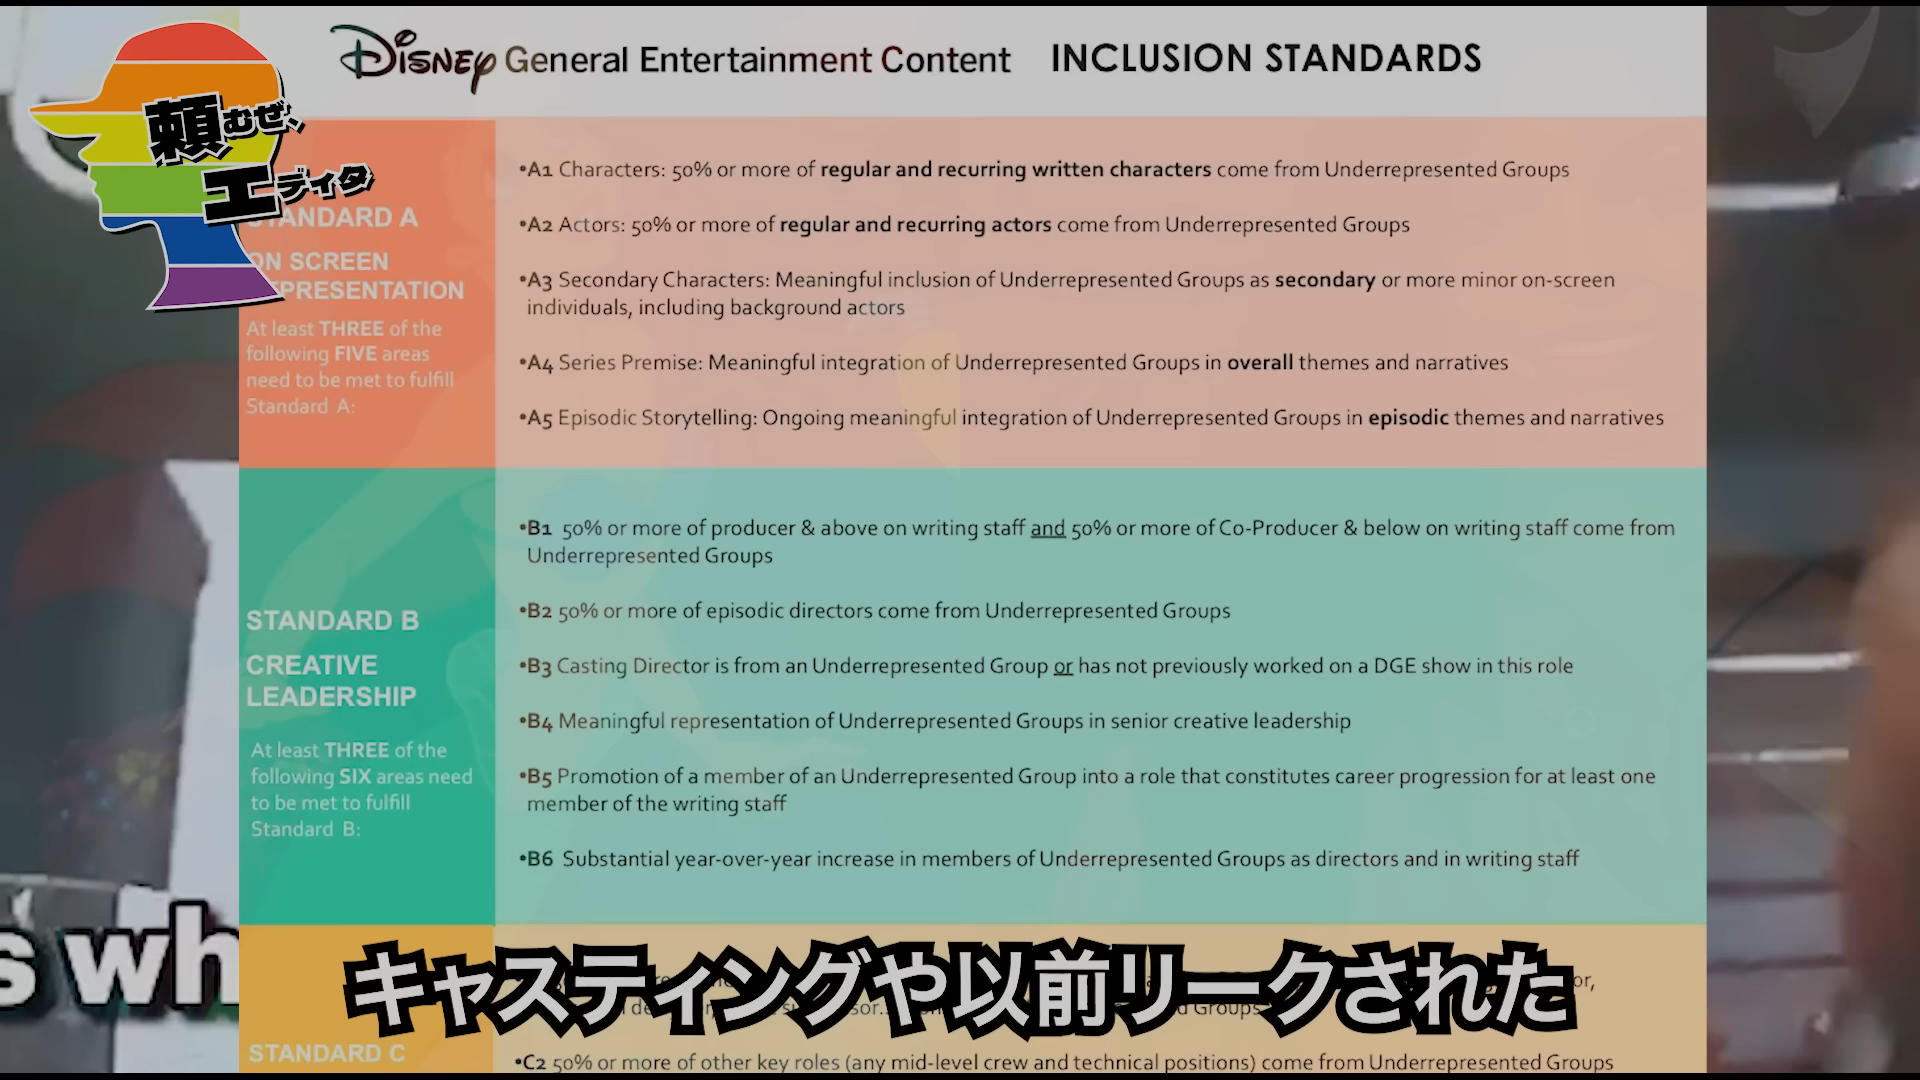 頼むぜ、
エディタ
DISNEY General Entertainment Content INCLUSION STANDARDS
STANDARD A
ON SCREEN
REPRESENTATION
At least THREE of the
following FIVE areas
need to be met to fulfill
Standard A:
•A1 Characters: 50% or more of regular and recurring written characters come from Underrepresented Groups
•A2 Actors: 50% or more of regular and recurring actors come from Underrepresented Groups
•A3 Secondary Characters: Meaningful inclusion of Underrepresented Groups as secondary or more minor on-screen
individuals, including background actors
•A4 Series Premise: Meaningful integration of Underrepresented Groups in overall themes and narratives
•A5 Episodic Storytelling: Ongoing meaningful integration of Underrepresented Groups in episodic themes and narratives
STANDARD B
CREATIVE
LEADERSHIP
At least THREE of the
following SIX areas need
to be met to fulfill
Standard B:
•B1 50% or more of producer & above on writing staff and 50% or more of Co-Producer & below on writing staff come from
Underrepresented Groups
•B2 50% or more of episodic directors come from Underrepresented Groups
•B3 Casting Director is from an Underrepresented Group or has not previously worked on a DGE show in this role
•B4 Meaningful representation of Underrepresented Groups in senior creative leadership
•B5 Promotion of a member of an Underrepresented Group into a role that constitutes career progression for at least one
member of the writing staff
•B6 Substantial year-over-year increase in members of Underrepresented Groups as directors and in writing staff
s wh
キャスティングや以前リークされた
Groups
STANDARD C
•C2 50% or more of other key roles (any mid-level crew and technical positions) come from Underrepresented Groups